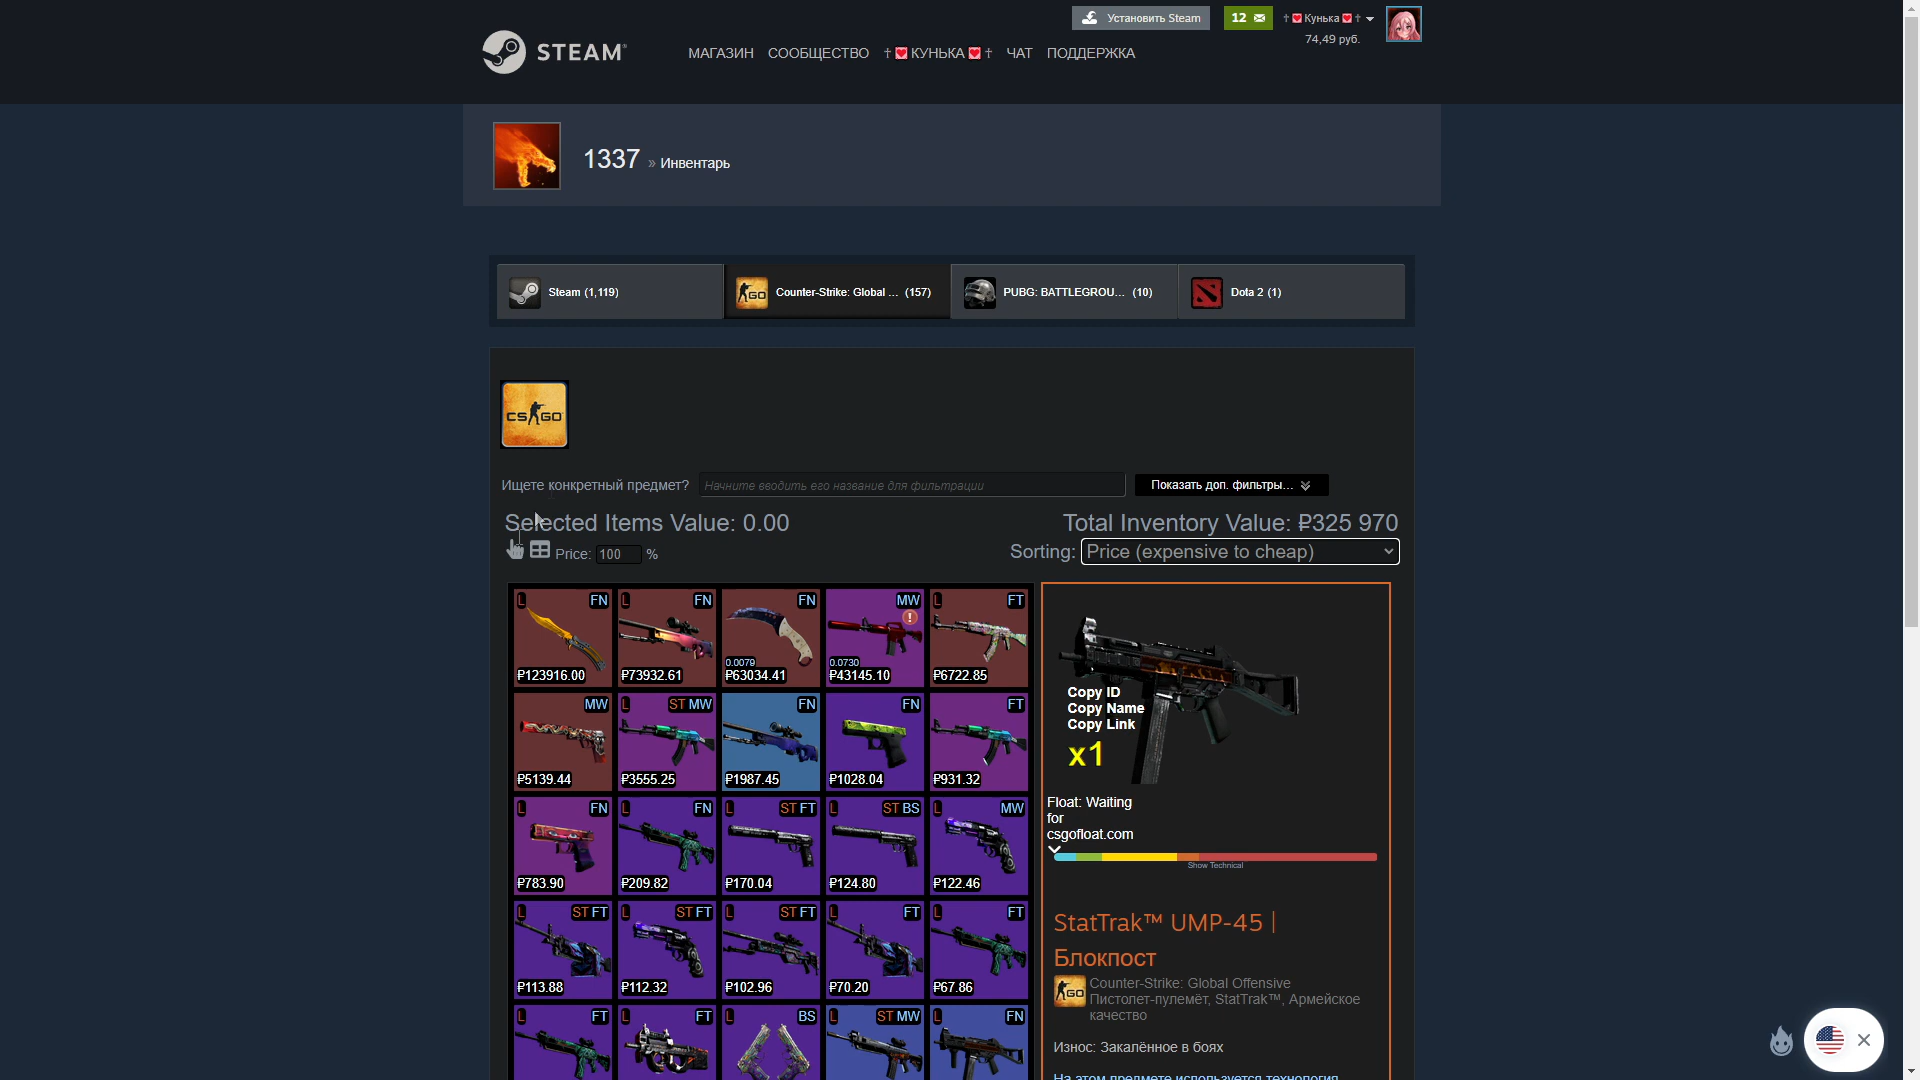 Установить Steam
12
† Кунька †
74,49 руб.
STEAM®
МАГАЗИН СООБЩЕСТВО † КУНЬКА † ЧАТ ПОДДЕРЖКА
1337 » Инвентарь
Steam (1,119)
Counter-Strike: Global ... (157)
PUBG: BATTLEGROU... (10)
Dota 2 (1)
CS GO
Ищете конкретный предмет?
Начните вводить его название для фильтрации
Показать доп. фильтры...
Selected Items Value: 0.00
Total Inventory Value: ₽325 970
Price: 100 %
Sorting: Price (expensive to cheap)
L FN
₽123916.00
L FN
₽73932.61
FN
0.0079
₽63034.41
MW
0.0730
₽43145.10
L FT
₽6722.85
MW
₽5139.44
L ST MW
₽3555.25
FN
₽1987.45
FN
₽1028.04
FT
₽931.32
L FN
₽783.90
L FN
₽209.82
L ST FT
₽170.04
L ST BS
₽124.80
L MW
₽122.46
L ST FT
₽113.88
L ST FT
₽112.32
L ST FT
₽102.96
L FT
₽70.20
L FT
₽67.86
L FT
L FT
L BS
L ST MW
L FN
Copy ID
Copy Name
Copy Link
x1
Float: Waiting
for
csgofloat.com
Show Technical
StatTrak™ UMP-45 |
Блокпост
Counter-Strike: Global Offensive
Пистолет-пулемёт, StatTrak™, Армейское
качество
Износ: Закалённое в боях
На этом предмете используется технология